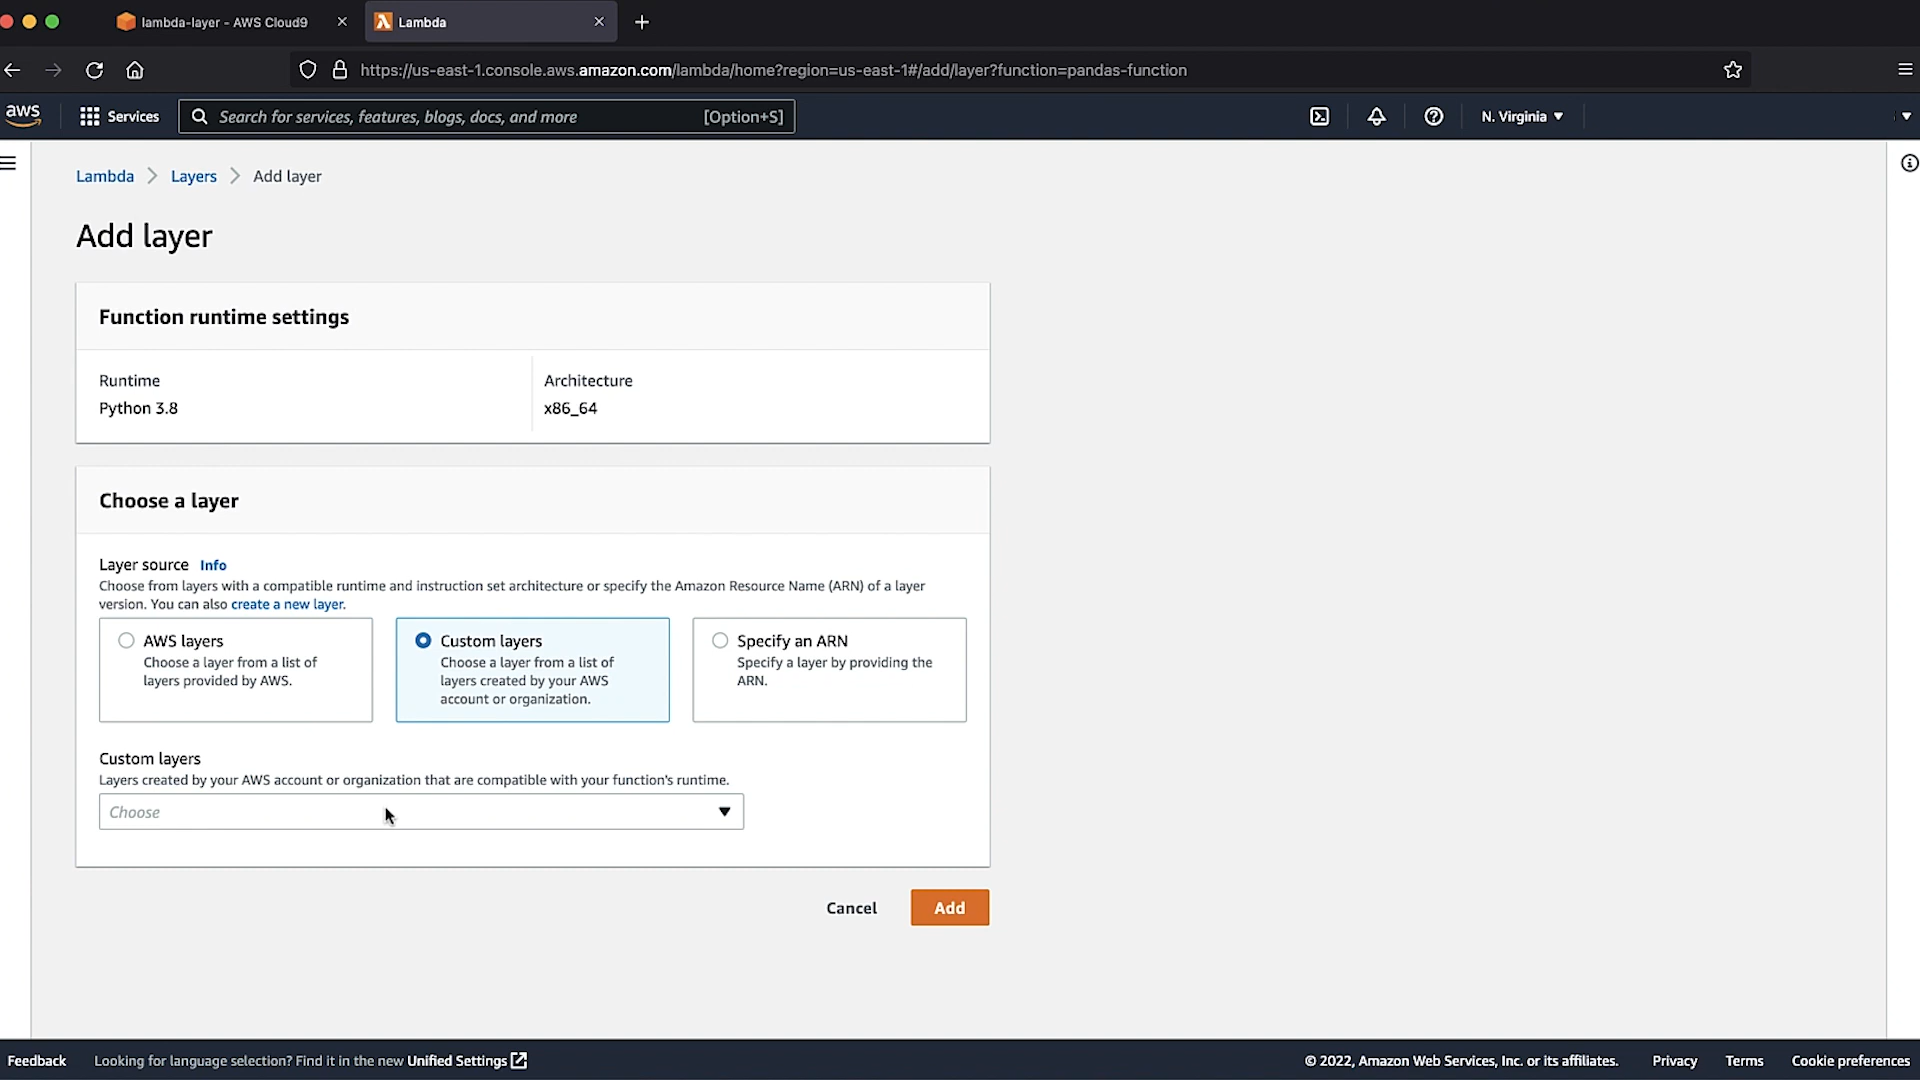 lambda-layer - AWS Cloud9
Lambda
https://us-east-1.console.aws.amazon.com/lambda/home?region=us-east-1#/add/layer?function=pandas-function
aws
Services
Search for services, features, blogs, docs, and more
[Option+S]
N. Virginia
Lambda
Layers
Add layer
Add layer
Function runtime settings
Runtime
Python 3.8
Architecture
x86_64
Choose a layer
Layer source Info
Choose from layers with a compatible runtime and instruction set architecture or specify the Amazon Resource Name (ARN) of a layer
version. You can also create a new layer.
AWS layers
Choose a layer from a list of
layers provided by AWS.
Custom layers
Choose a layer from a list of
layers created by your AWS
account or organization.
Specify an ARN
Specify a layer by providing the
ARN.
Custom layers
Layers created by your AWS account or organization that are compatible with your function's runtime.
Choose
Cancel
Add
Feedback
Looking for language selection? Find it in the new Unified Settings
© 2022, Amazon Web Services, Inc. or its affiliates.
Privacy
Terms
Cookie preferences